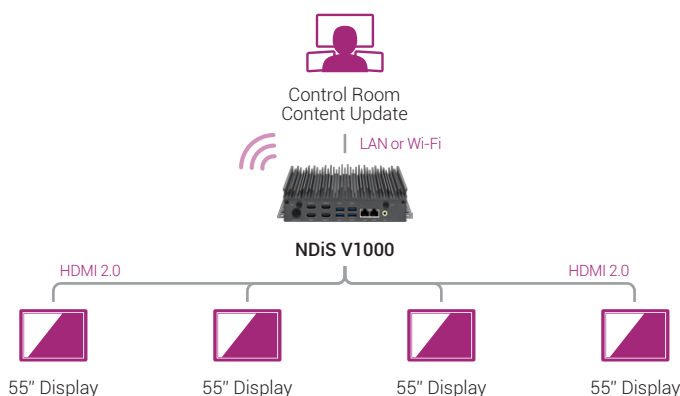 Control Room
Content Update
LAN or Wi-Fi
NDiS V1000
HDMI 2.0
HDMI 2.0
55" Display
55" Display
55" Display
55" Display